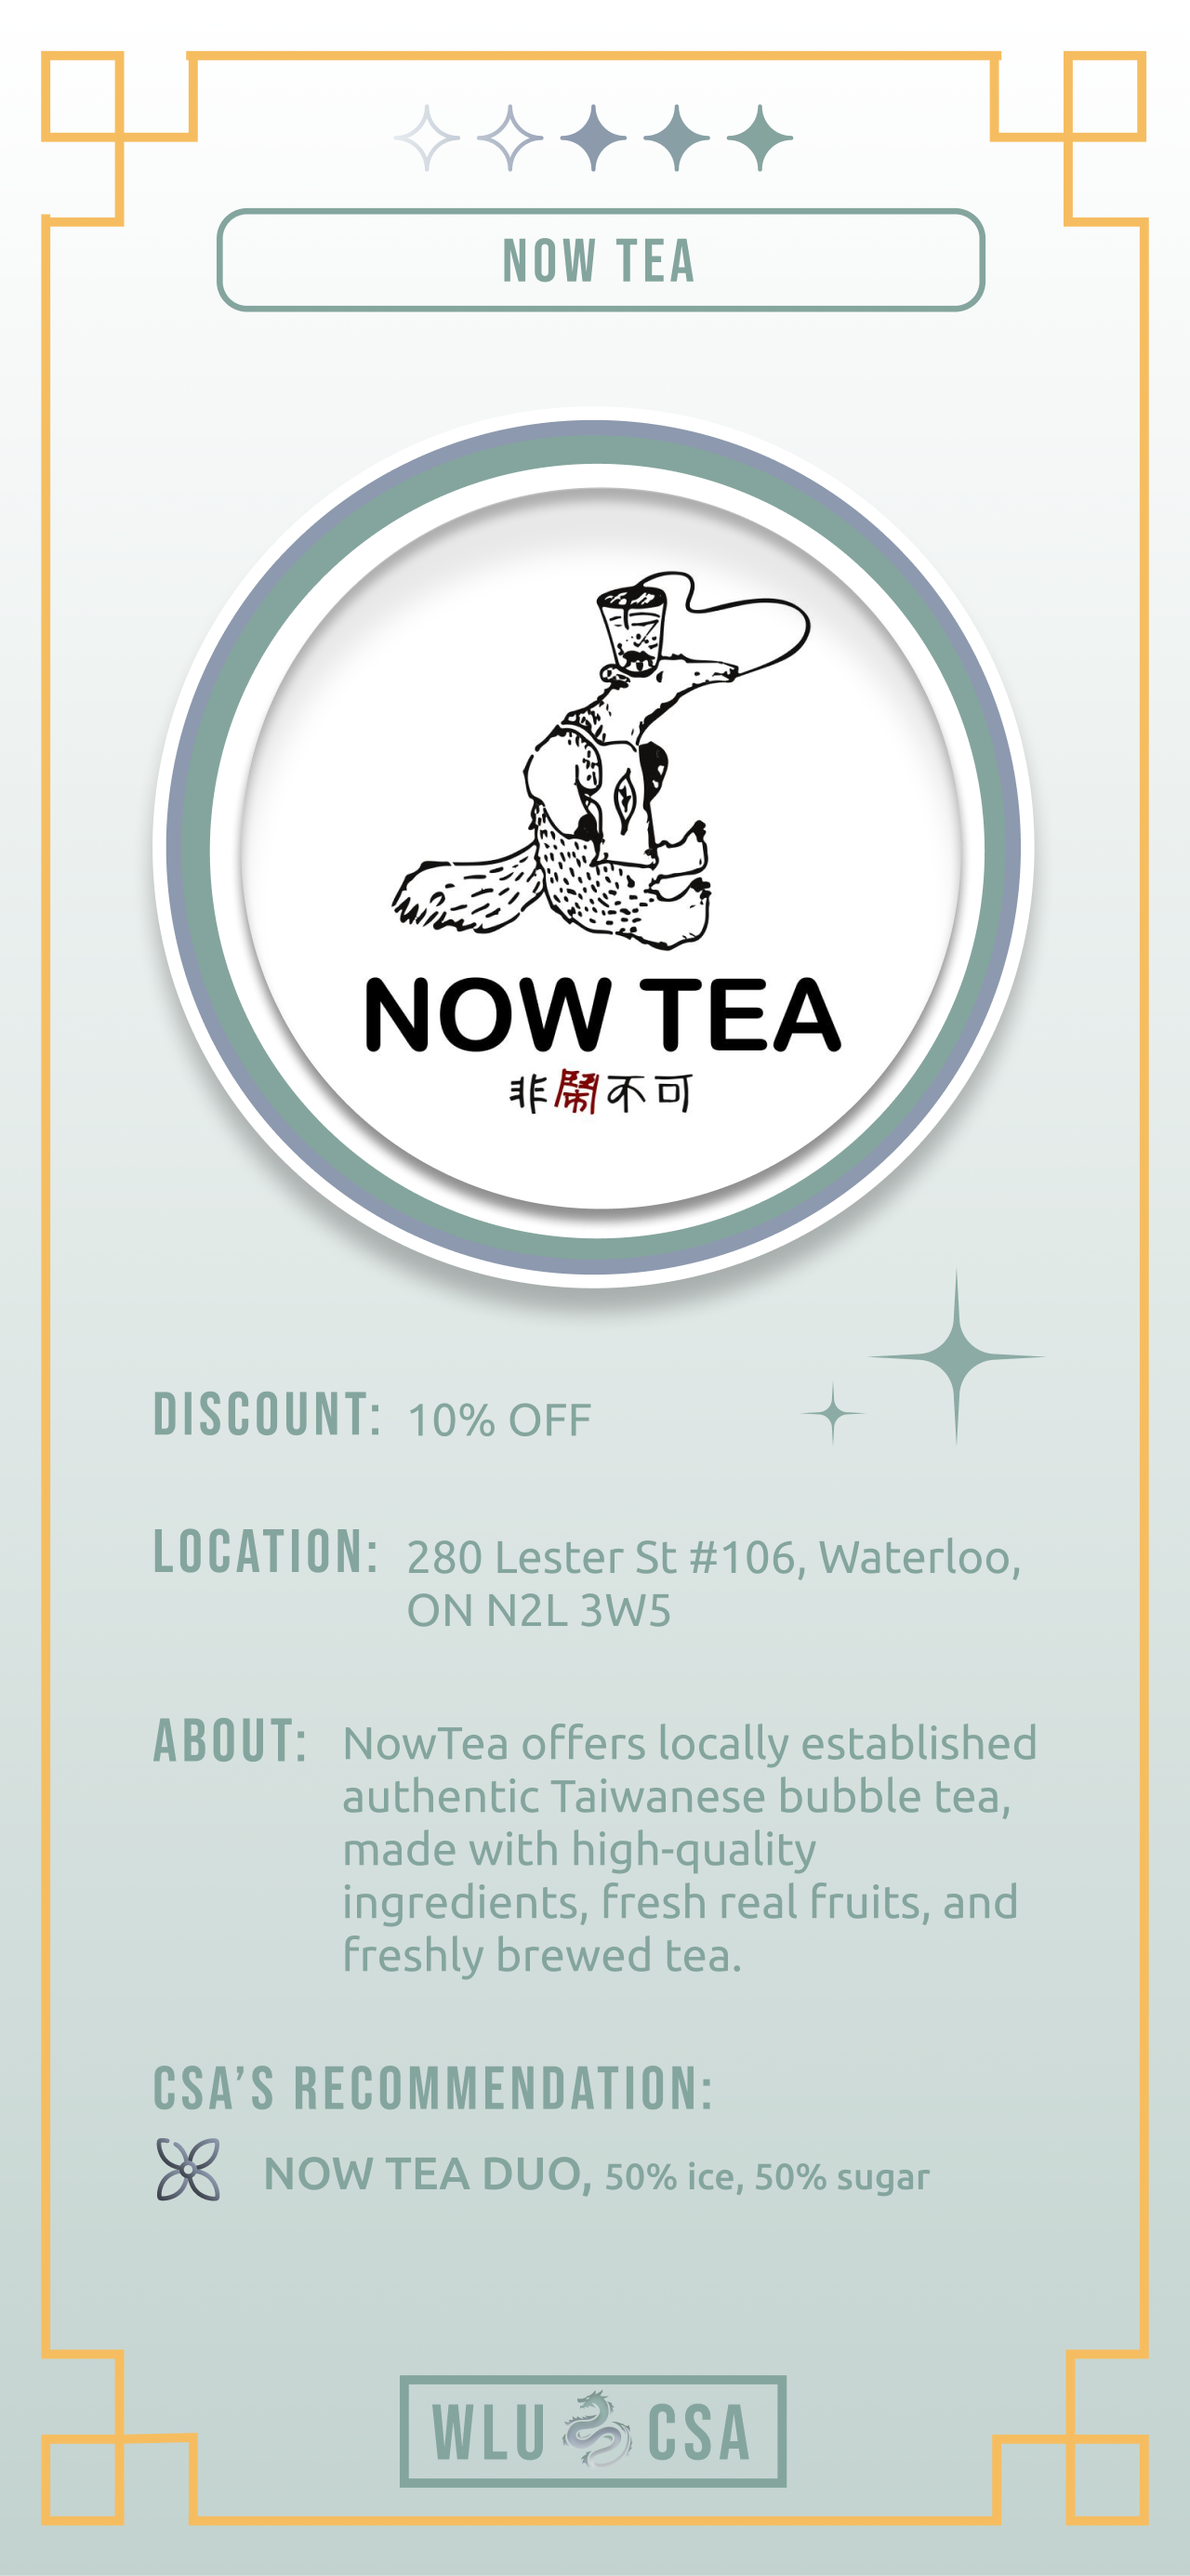 NOW TEA
NOW TEA
非鬧不可
DISCOUNT: 10% OFF
LOCATION: 280 Lester St #106, Waterloo,
ON N2L 3W5
ABOUT: NowTea offers locally established
authentic Taiwanese bubble tea,
made with high-quality
ingredients, fresh real fruits, and
freshly brewed tea.
CSA’S RECOMMENDATION:
NOW TEA DUO, 50% ice, 50% sugar
WLU CSA